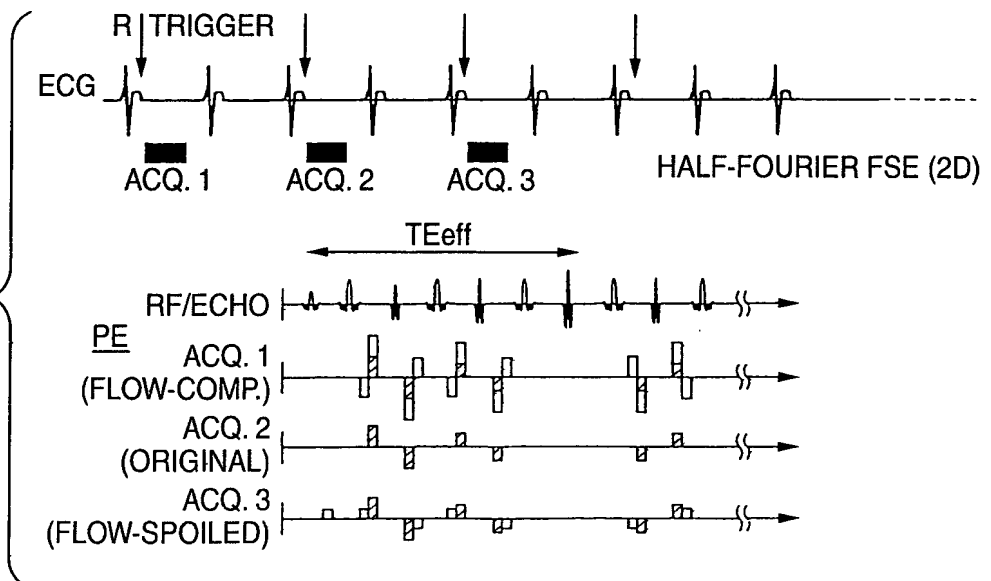 R TRIGGER
ECG
ACQ. 1 ACQ. 2 ACQ. 3
HALF-FOURIER FSE (2D)
TEeff
RF/ECHO
PE
ACQ. 1
(FLOW-COMP.)
ACQ. 2
(ORIGINAL)
ACQ. 3
(FLOW-SPOILED)